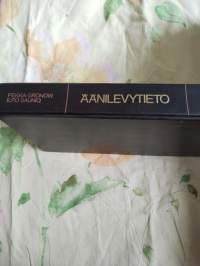 PEKKA GRONOW
ILPO SAUNIO
ÄÄNILEVYTIETO